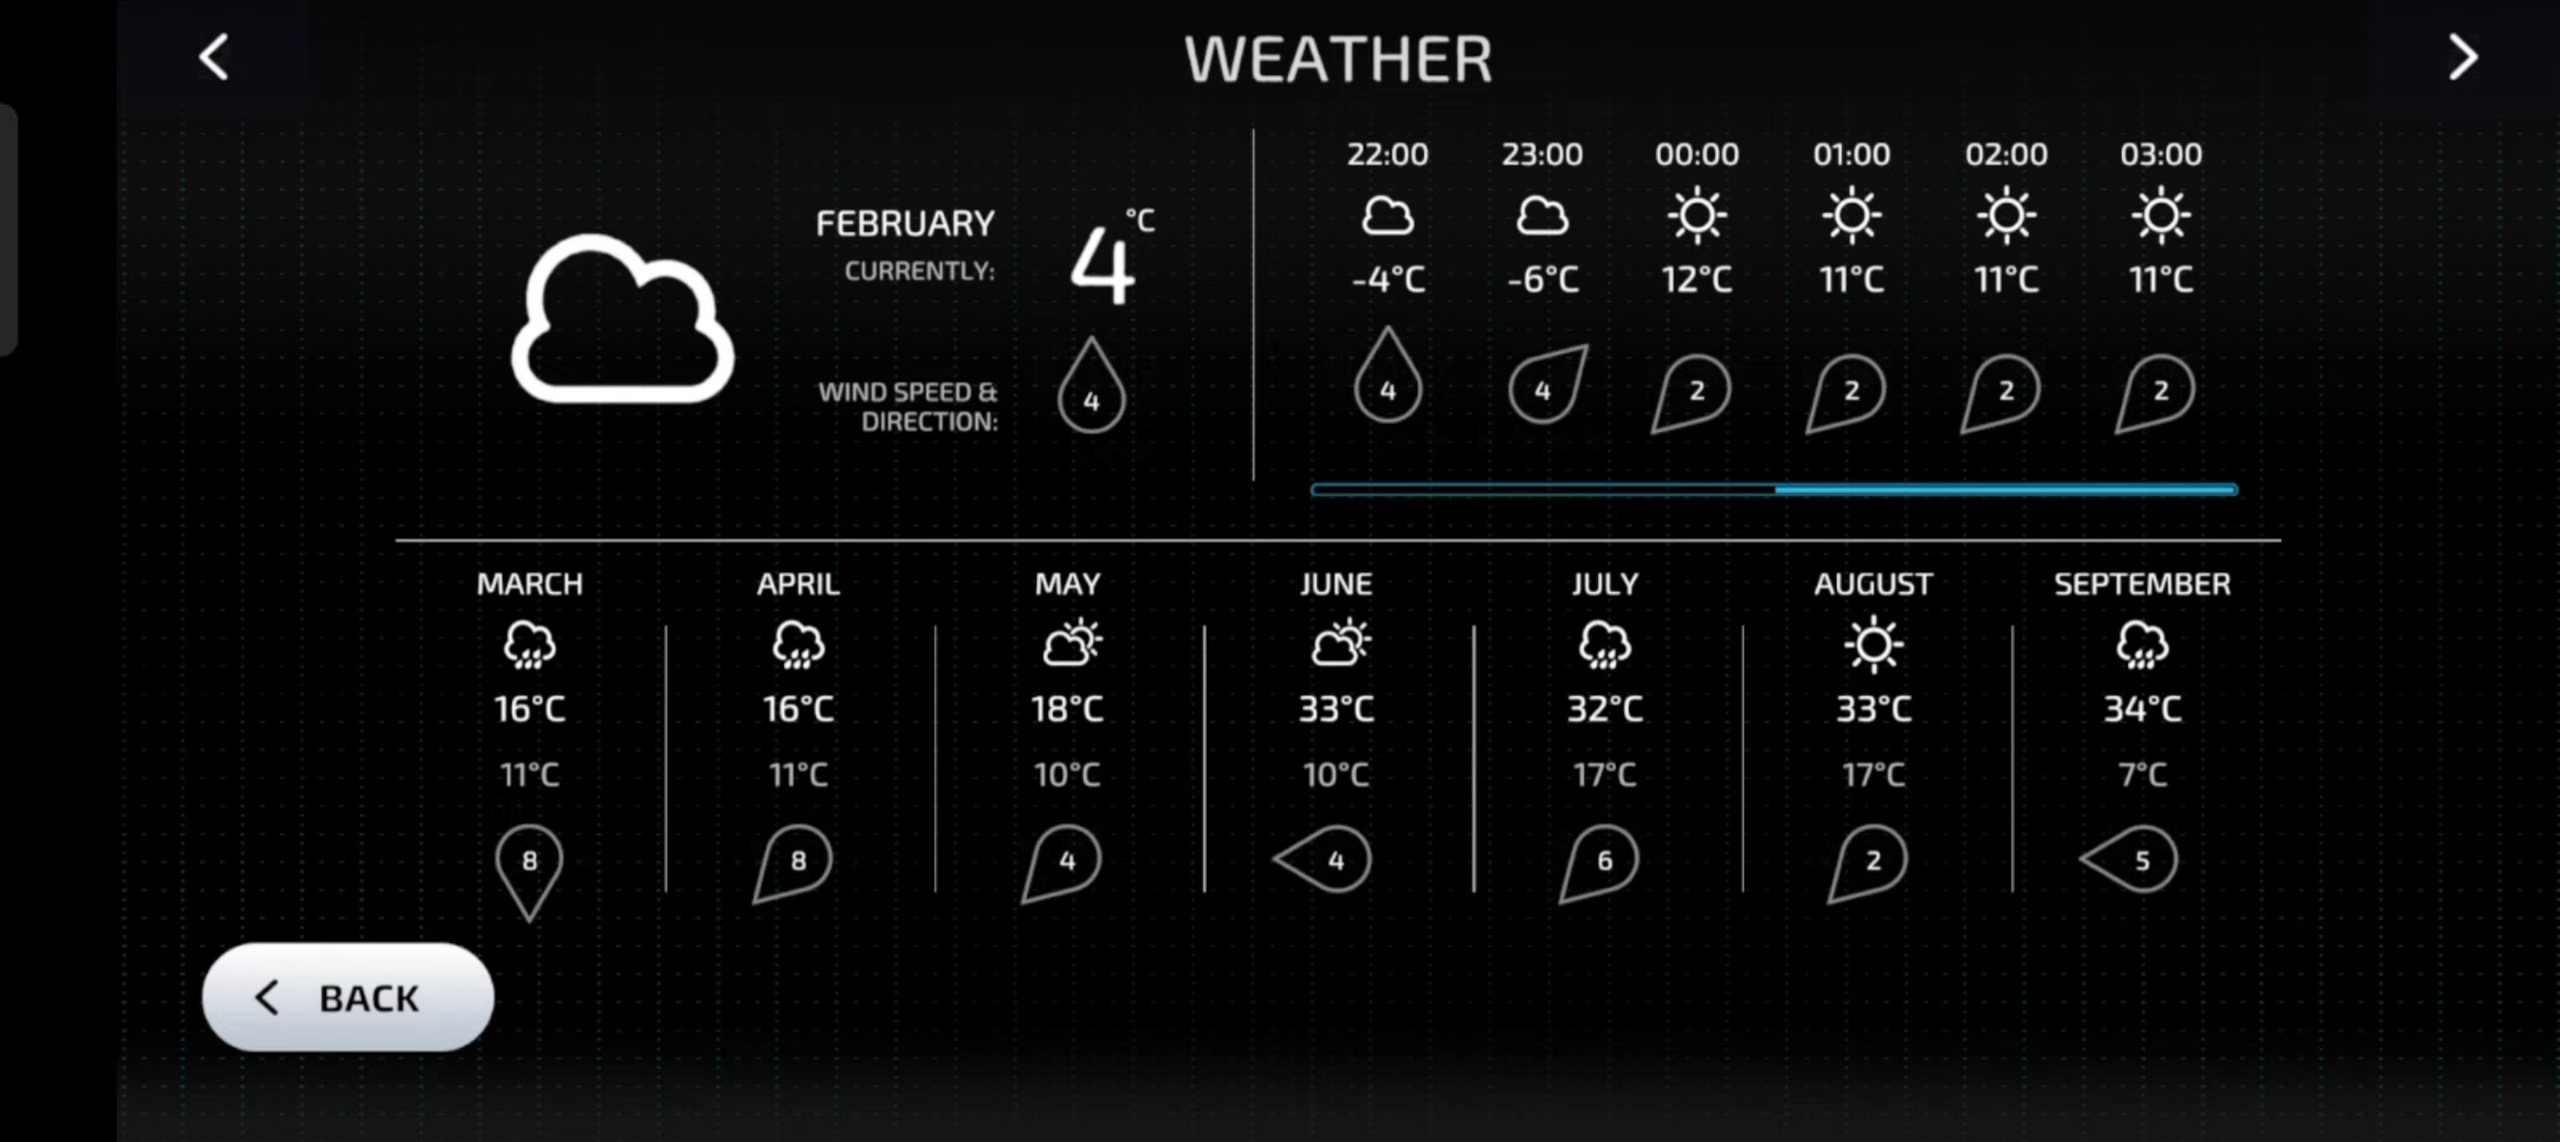 WEATHER
FEBRUARY
CURRENTLY:
4 °C
WIND SPEED &
DIRECTION:
4
22:00 23:00 00:00 01:00 02:00 03:00
-4°C -6°C 12°C 11°C 11°C 11°C
4 4 2 2 2 2
MARCH APRIL MAY JUNE JULY AUGUST SEPTEMBER
16°C 16°C 18°C 33°C 32°C 33°C 34°C
11°C 11°C 10°C 10°C 17°C 17°C 7°C
8 8 4 4 6 2 5
BACK